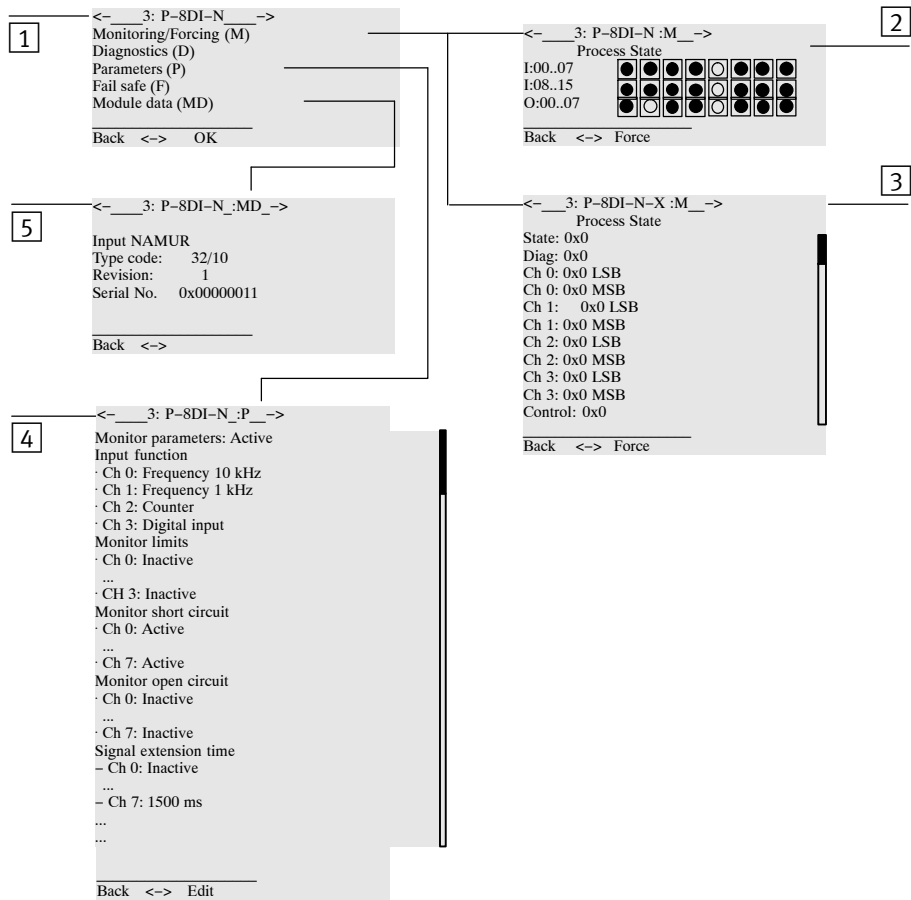 1
<-____3: P-8DI-N____->
Monitoring/Forcing (M)
Diagnostics (D)
Parameters (P)
Fail safe (F)
Module data (MD)
Back <-> OK
2
<-____3: P-8DI-N :M__->
Process State
I:00..07
I:08..15
O:00..07
Back <-> Force
3
<-___3: P-8DI-N-X :M__->
Process State
State: 0x0
Diag: 0x0
Ch 0: 0x0 LSB
Ch 0: 0x0 MSB
Ch 1: 0x0 LSB
Ch 1: 0x0 MSB
Ch 2: 0x0 LSB
Ch 2: 0x0 MSB
Ch 3: 0x0 LSB
Ch 3: 0x0 MSB
Control: 0x0
Back <-> Force
5
<-____3: P-8DI-N_:MD_->
Input NAMUR
Type code: 32/10
Revision: 1
Serial No. 0x00000011
Back <->
4
<-____3: P-8DI-N_:P__->
Monitor parameters: Active
Input function
· Ch 0: Frequency 10 kHz
· Ch 1: Frequency 1 kHz
· Ch 2: Counter
· Ch 3: Digital input
Monitor limits
· Ch 0: Inactive
...
· CH 3: Inactive
Monitor short circuit
· Ch 0: Active
...
· Ch 7: Active
Monitor open circuit
· Ch 0: Inactive
...
· Ch 7: Inactive
Signal extension time
– Ch 0: Inactive
...
– Ch 7: 1500 ms
...
...
Back <-> Edit